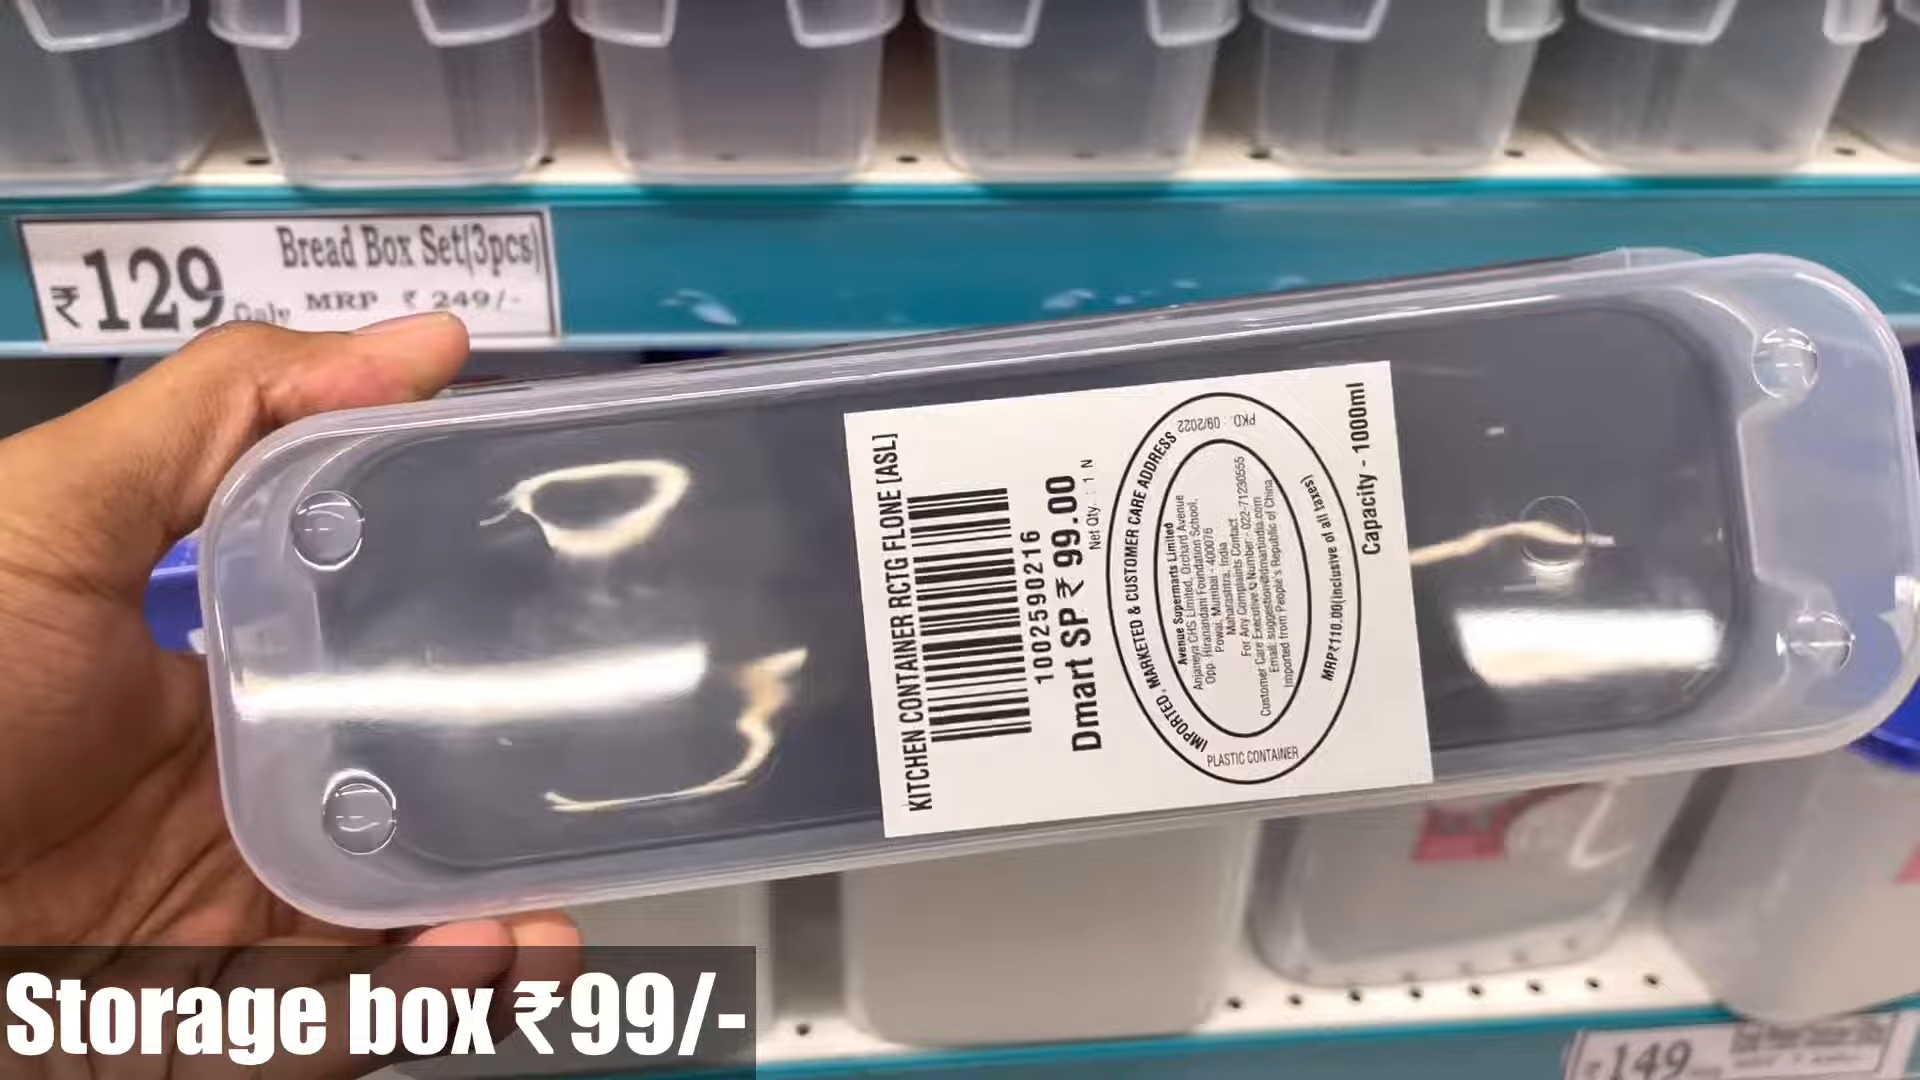 Bread Box Set(3pcs)
₹129 Only MRP ₹ 249/-
KITCHEN CONTAINER RCTG FLONE [ASL]
1002590216
Dmart SP ₹ 99.00
Net Qty. : 1 N
IMPORTED, MARKETED & CUSTOMER CARE ADDRESS
PKD : 09/2022
Avenue Supermarts Limited
Anjaneya CHS Limited, Orchard Avenue
Opp. Hiranandani Foundation School,
Powai, Mumbai - 400076
Maharashtra, India
For Any Complaints Contact
Customer Care Executive @ Number:- 022-71230555
Email: suggestion@dmartindia.com
Imported from People's Republic of China
PLASTIC CONTAINER
MRP₹110.00(inclusive of all taxes)
Capacity - 1000ml
Storage box ₹99/-
₹149